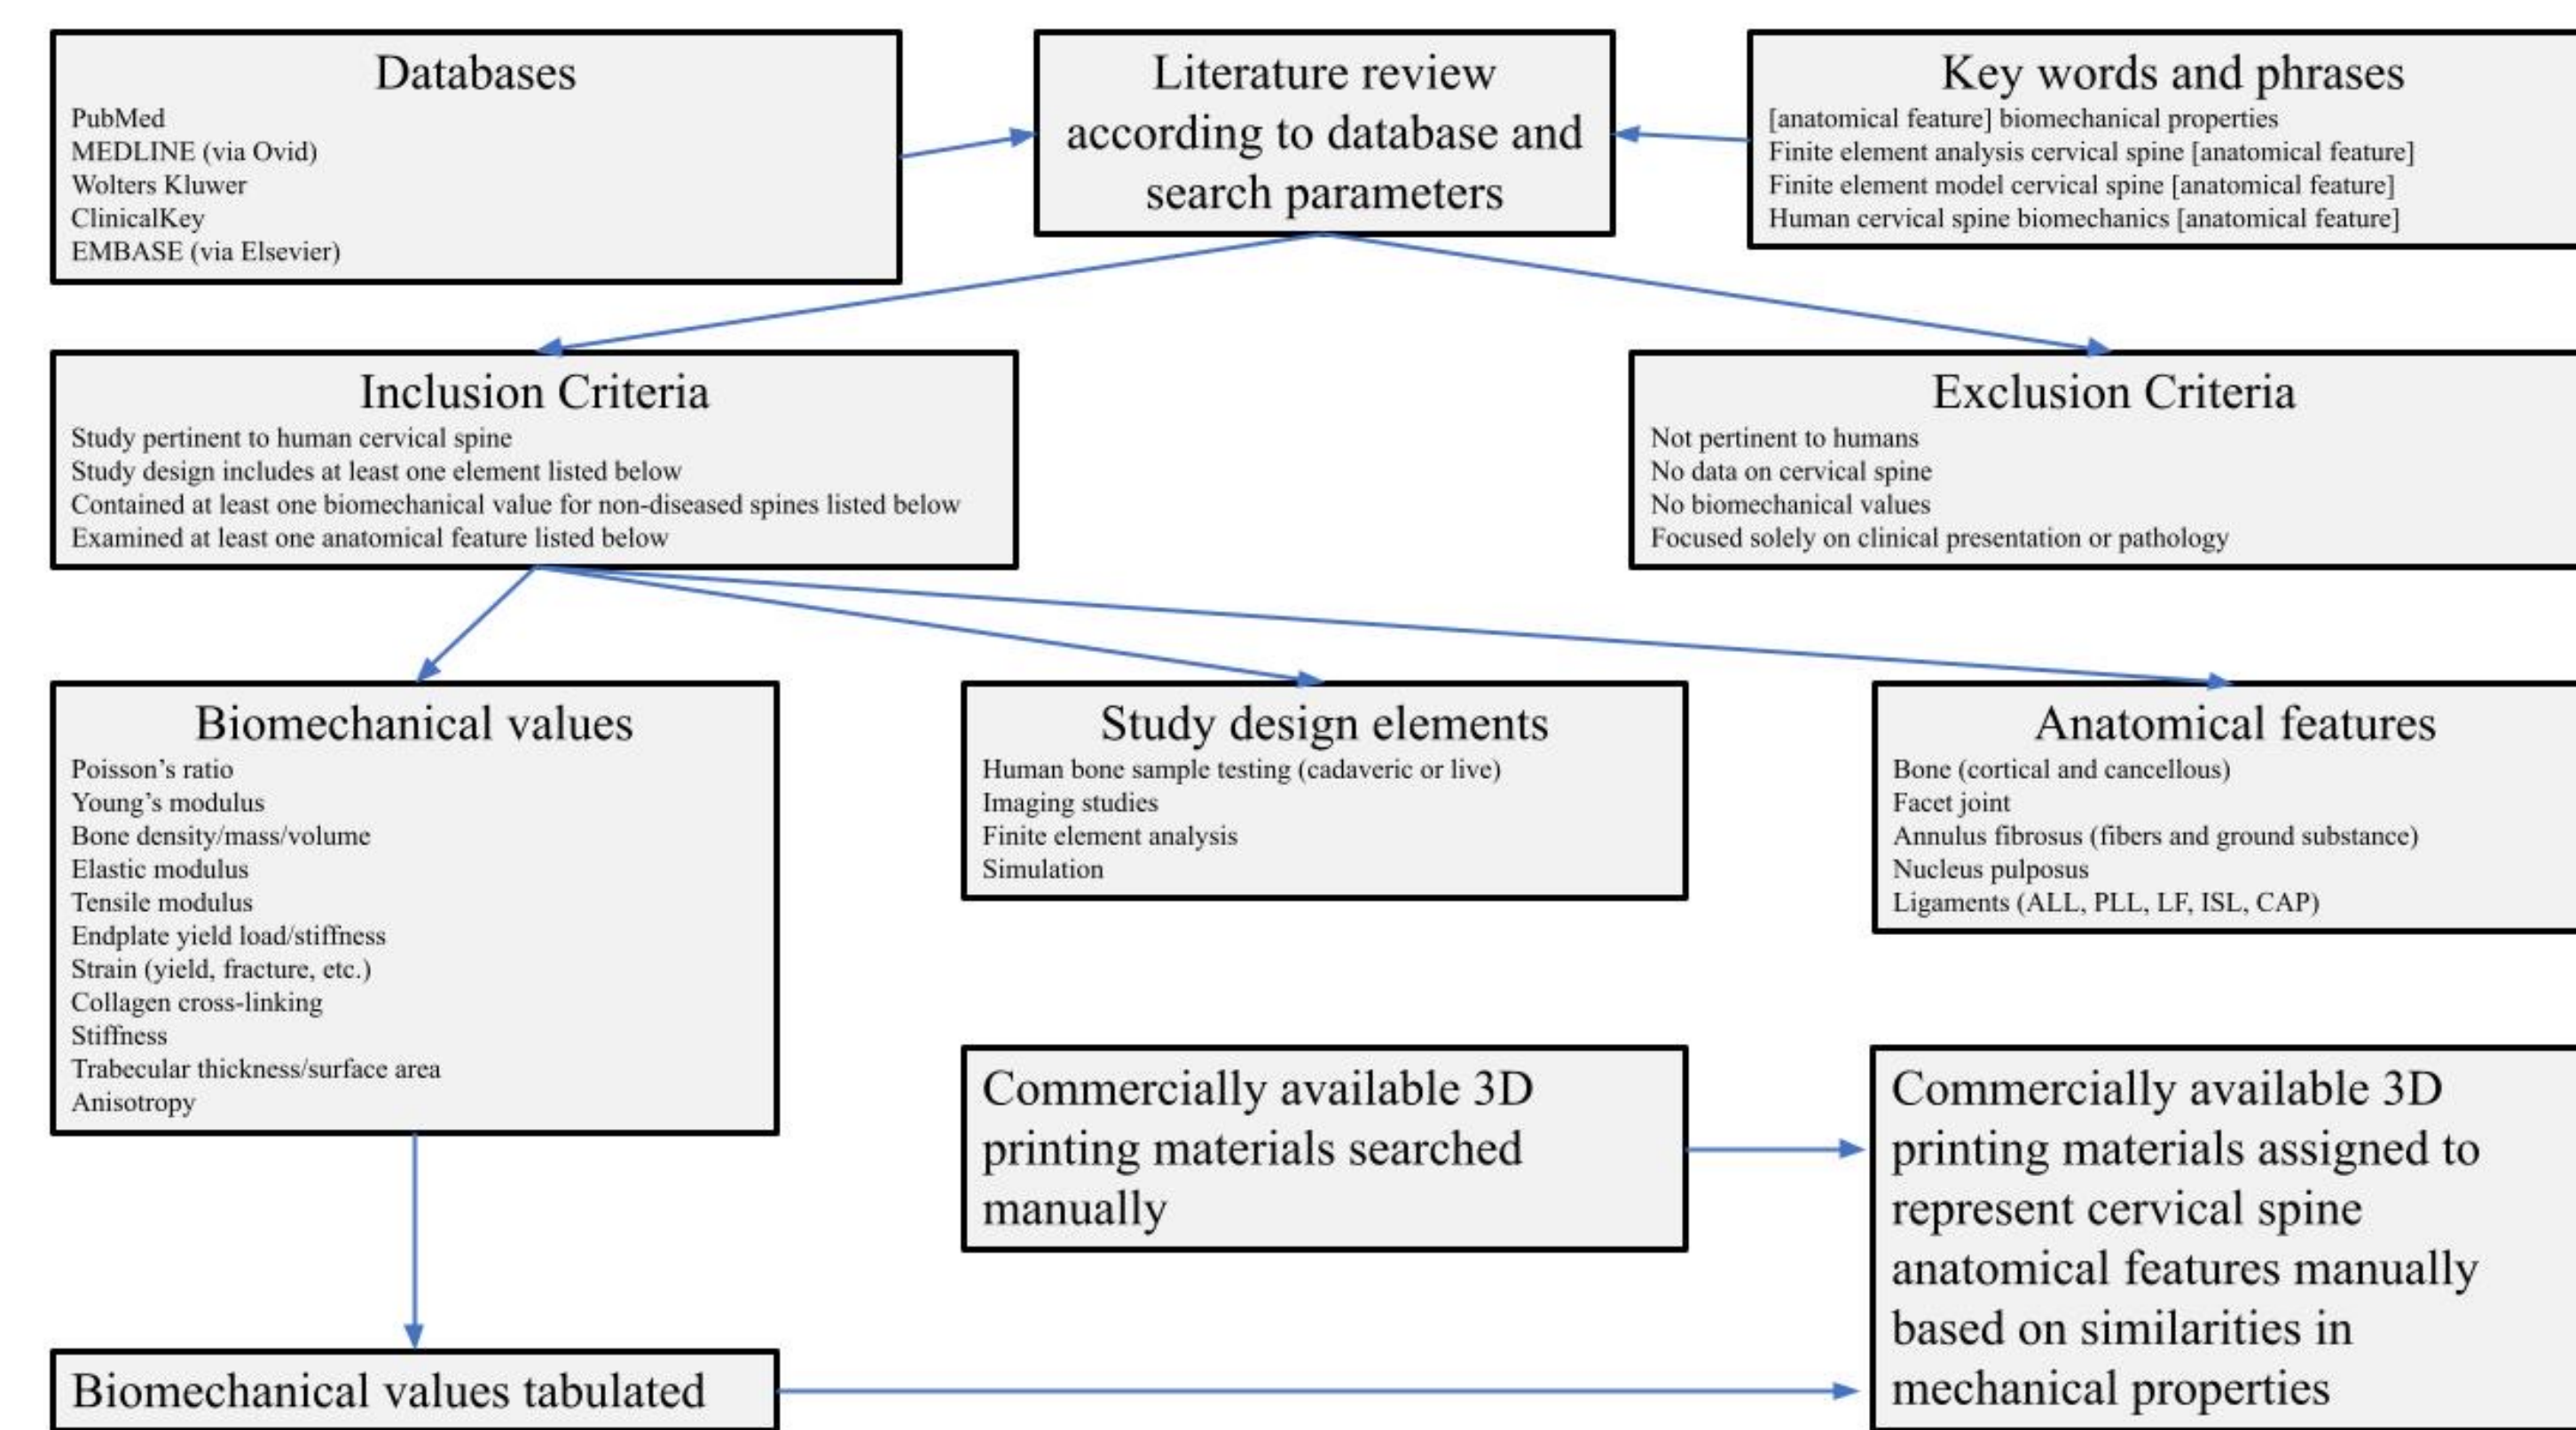 Databases
PubMed
MEDLINE (via Ovid)
Wolters Kluwer
ClinicalKey
EMBASE (via Elsevier)
Literature review
according to database and
search parameters
Key words and phrases
[anatomical feature] biomechanical properties
Finite element analysis cervical spine [anatomical feature]
Finite element model cervical spine [anatomical feature]
Human cervical spine biomechanics [anatomical feature]
Inclusion Criteria
Study pertinent to human cervical spine
Study design includes at least one element listed below
Contained at least one biomechanical value for non-diseased spines listed below
Examined at least one anatomical feature listed below
Exclusion Criteria
Not pertinent to humans
No data on cervical spine
No biomechanical values
Focused solely on clinical presentation or pathology
Biomechanical values
Poisson’s ratio
Young’s modulus
Bone density/mass/volume
Elastic modulus
Tensile modulus
Endplate yield load/stiffness
Strain (yield, fracture, etc.)
Collagen cross-linking
Stiffness
Trabecular thickness/surface area
Anisotropy
Study design elements
Human bone sample testing (cadaveric or live)
Imaging studies
Finite element analysis
Simulation
Anatomical features
Bone (cortical and cancellous)
Facet joint
Annulus fibrosus (fibers and ground substance)
Nucleus pulposus
Ligaments (ALL, PLL, LF, ISL, CAP)
Commercially available 3D
printing materials searched
manually
Commercially available 3D
printing materials assigned to
represent cervical spine
anatomical features manually
based on similarities in
mechanical properties
Biomechanical values tabulated